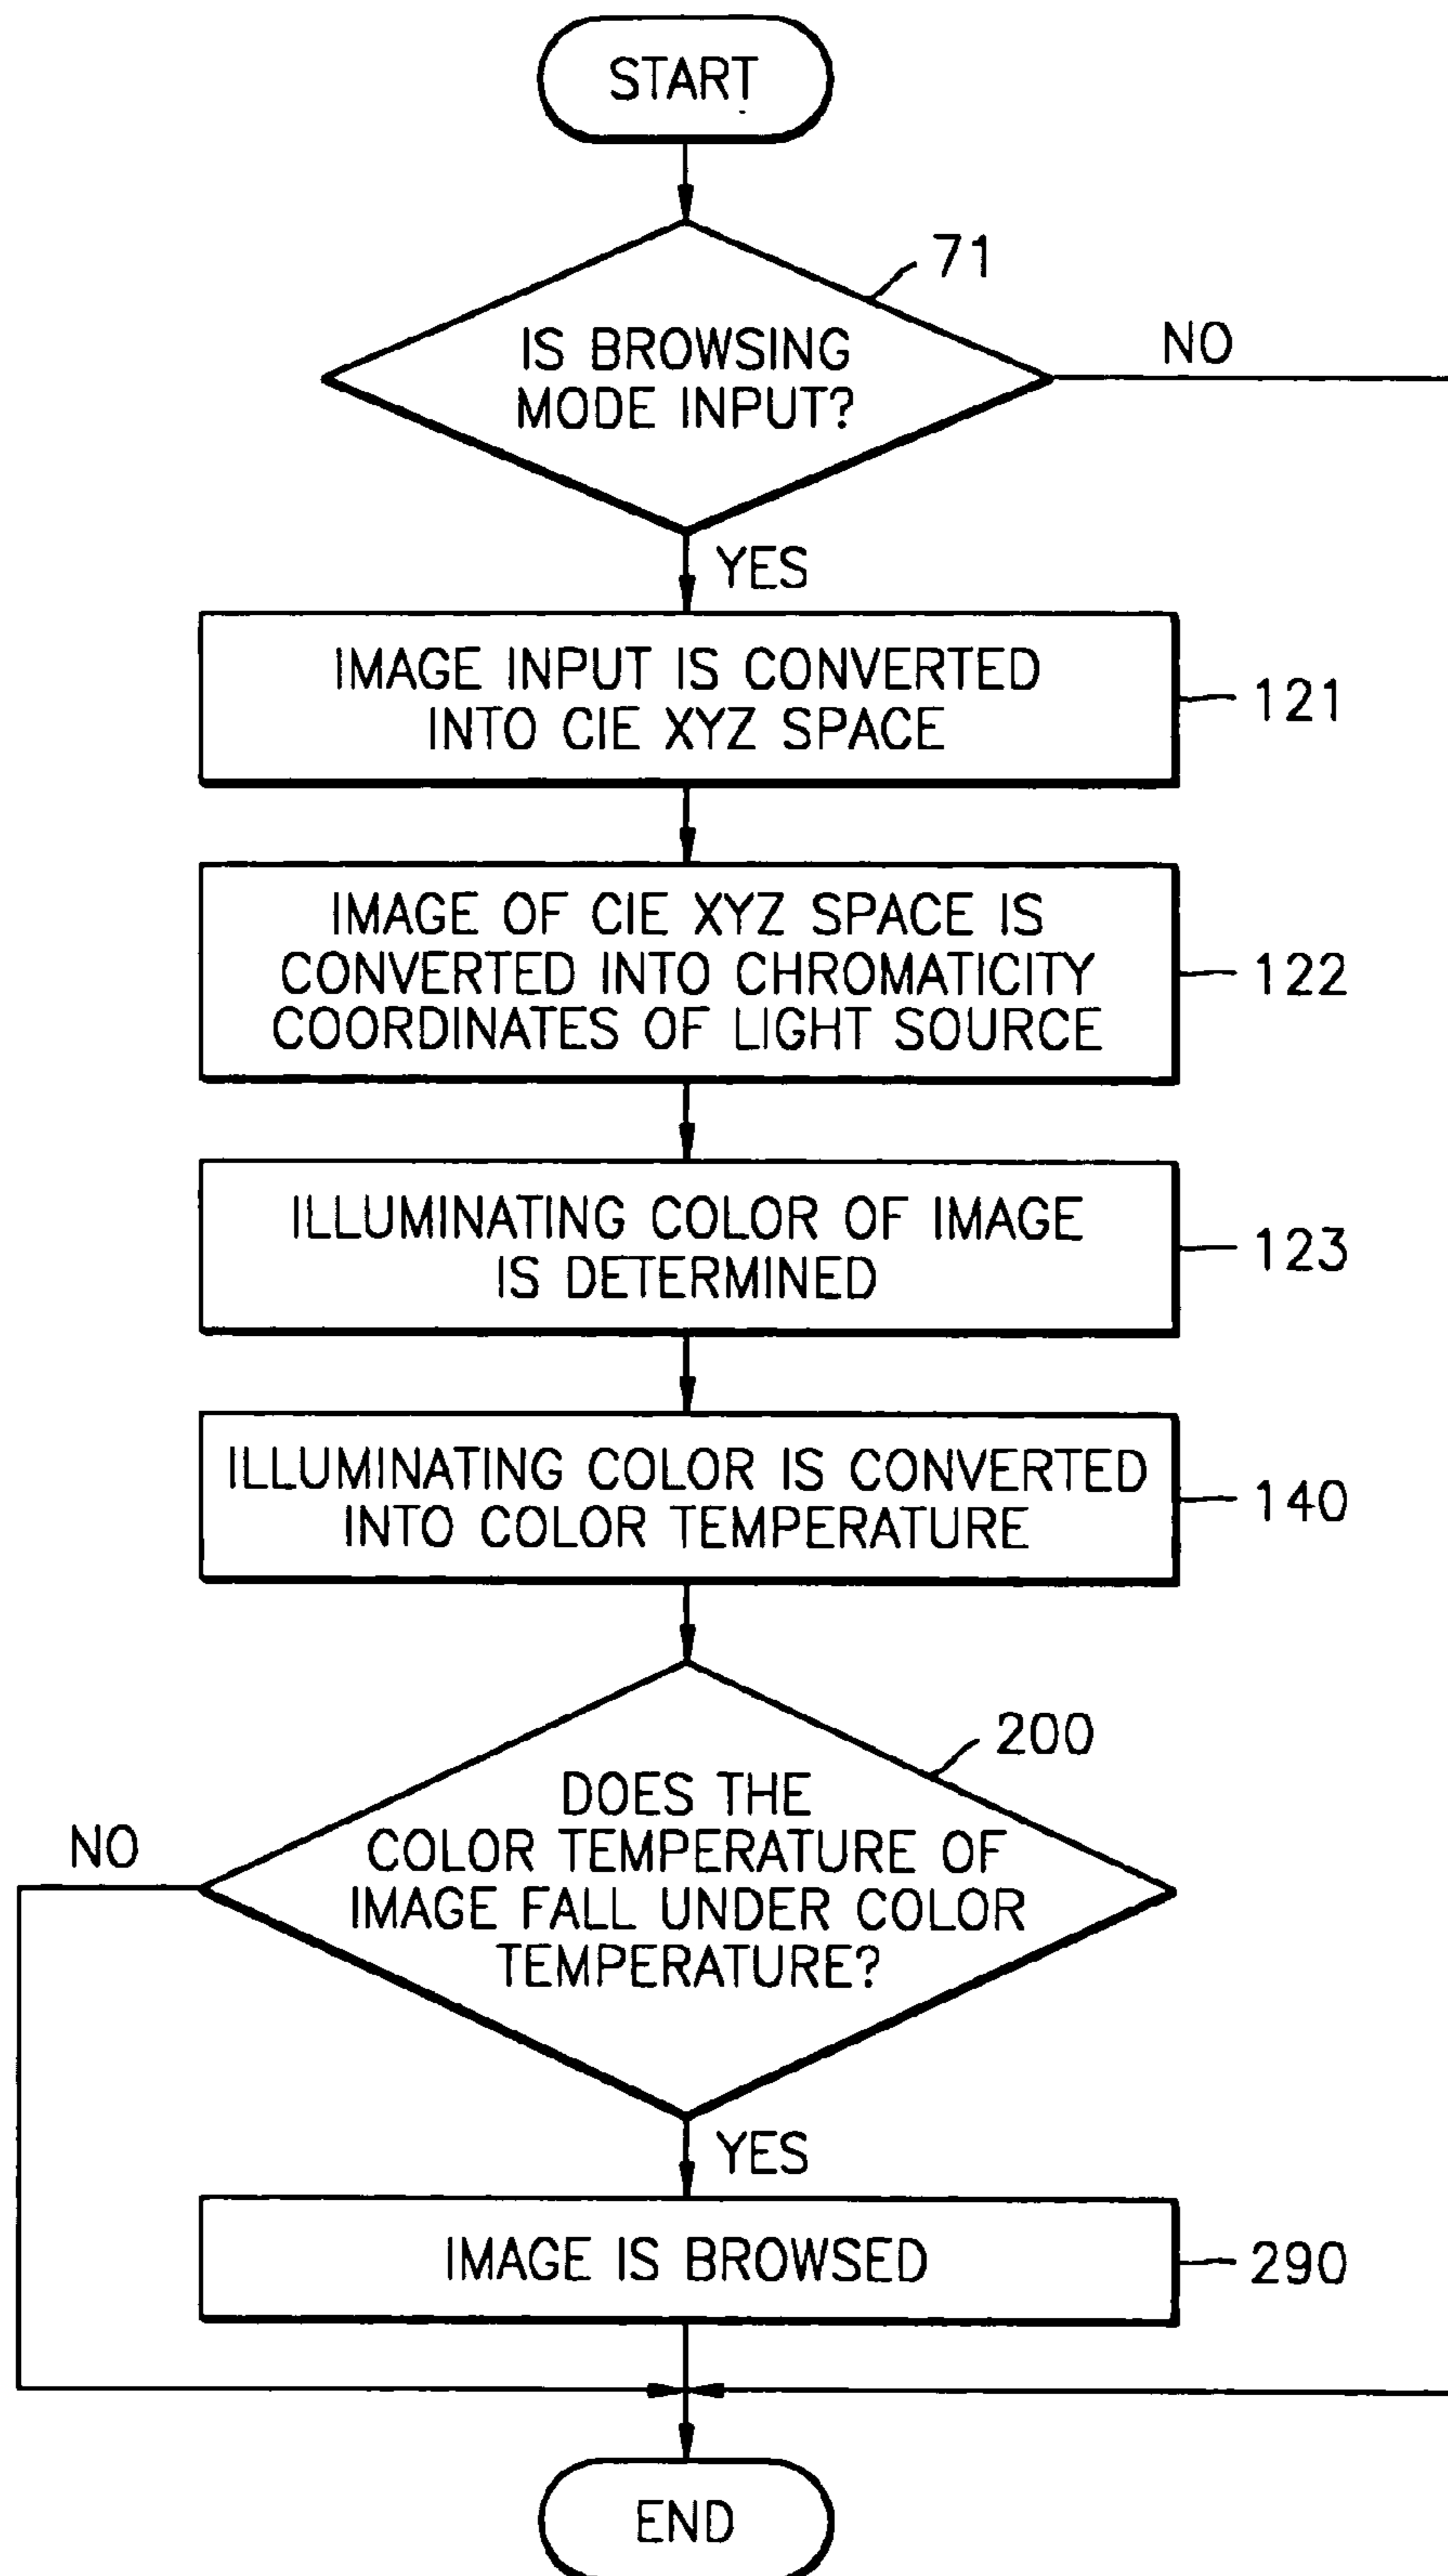 START
71
IS BROWSING
MODE INPUT?
NO
YES
IMAGE INPUT IS CONVERTED
INTO CIE XYZ SPACE
121
IMAGE OF CIE XYZ SPACE IS
CONVERTED INTO CHROMATICITY
COORDINATES OF LIGHT SOURCE
122
ILLUMINATING COLOR OF IMAGE
IS DETERMINED
123
ILLUMINATING COLOR IS CONVERTED
INTO COLOR TEMPERATURE
140
200
DOES THE
COLOR TEMPERATURE OF
IMAGE FALL UNDER COLOR
TEMPERATURE?
NO
YES
IMAGE IS BROWSED
290
END